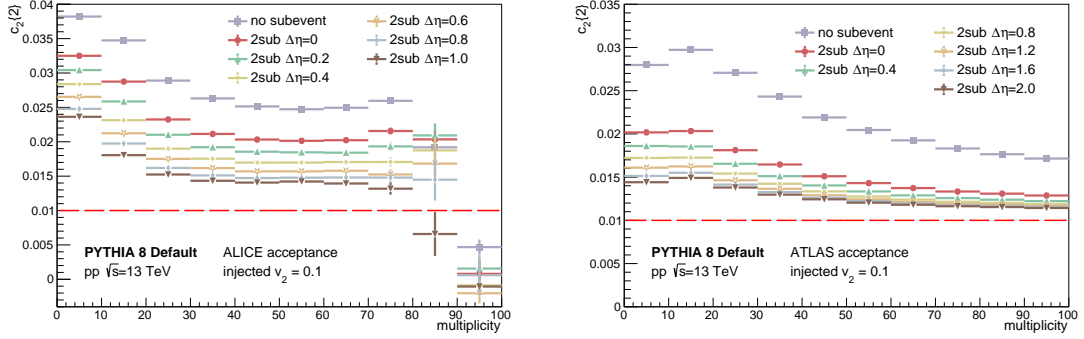 c₂{2}
0.04
0.035
0.03
0.025
0.02
0.015
0.01
0.005
0
no subevent
2sub Δη=0
2sub Δη=0.2
2sub Δη=0.4
2sub Δη=0.6
2sub Δη=0.8
2sub Δη=1.0
PYTHIA 8 Default ALICE acceptance
pp √s=13 TeV injected v₂ = 0.1
0 10 20 30 40 50 60 70 80 90 100
multiplicity
c₂{2}
0.035
0.03
0.025
0.02
0.015
0.01
0.005
0
no subevent
2sub Δη=0
2sub Δη=0.4
2sub Δη=0.8
2sub Δη=1.2
2sub Δη=1.6
2sub Δη=2.0
PYTHIA 8 Default ATLAS acceptance
pp √s=13 TeV injected v₂ = 0.1
0 10 20 30 40 50 60 70 80 90 100
multiplicity